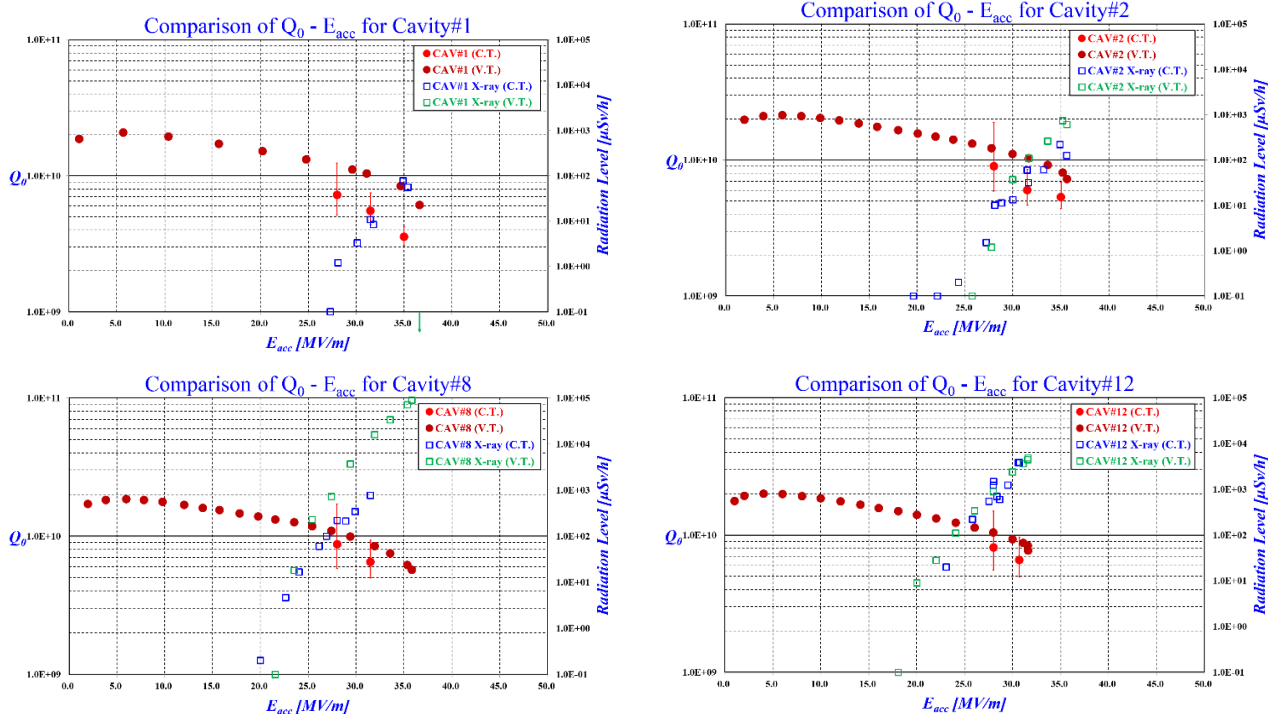 Comparison of Q0 - Eacc for Cavity#1
1.0E+11
1.0E+10
1.0E+09
Q0
1.0E+05
1.0E+04
1.0E+03
1.0E+02
1.0E+01
1.0E+00
1.0E-01
Radiation Level [µSv/h]
CAV#1 (C.T.)
CAV#1 (V.T.)
CAV#1 X-ray (C.T.)
CAV#1 X-ray (V.T.)
0.0 5.0 10.0 15.0 20.0 25.0 30.0 35.0 40.0 45.0 50.0
Eacc [MV/m]
Comparison of Q0 - Eacc for Cavity#2
1.0E+11
1.0E+10
1.0E+09
Q0
1.0E+05
1.0E+04
1.0E+03
1.0E+02
1.0E+01
1.0E+00
1.0E-01
Radiation Level [µSv/h]
CAV#2 (C.T.)
CAV#2 (V.T.)
CAV#2 X-ray (C.T.)
CAV#2 X-ray (V.T.)
0.0 5.0 10.0 15.0 20.0 25.0 30.0 35.0 40.0 45.0 50.0
Eacc [MV/m]
Comparison of Q0 - Eacc for Cavity#8
1.0E+11
1.0E+10
1.0E+09
Q0
1.0E+05
1.0E+04
1.0E+03
1.0E+02
1.0E+01
1.0E+00
1.0E-01
Radiation Level [µSv/h]
CAV#8 (C.T.)
CAV#8 (V.T.)
CAV#8 X-ray (C.T.)
CAV#8 X-ray (V.T.)
0.0 5.0 10.0 15.0 20.0 25.0 30.0 35.0 40.0 45.0 50.0
Eacc [MV/m]
Comparison of Q0 - Eacc for Cavity#12
1.0E+11
1.0E+10
1.0E+09
Q0
1.0E+05
1.0E+04
1.0E+03
1.0E+02
1.0E+01
1.0E+00
1.0E-01
Radiation Level [µSv/h]
CAV#12 (C.T.)
CAV#12 (V.T.)
CAV#12 X-ray (C.T.)
CAV#12 X-ray (V.T.)
0.0 5.0 10.0 15.0 20.0 25.0 30.0 35.0 40.0 45.0 50.0
Eacc [MV/m]